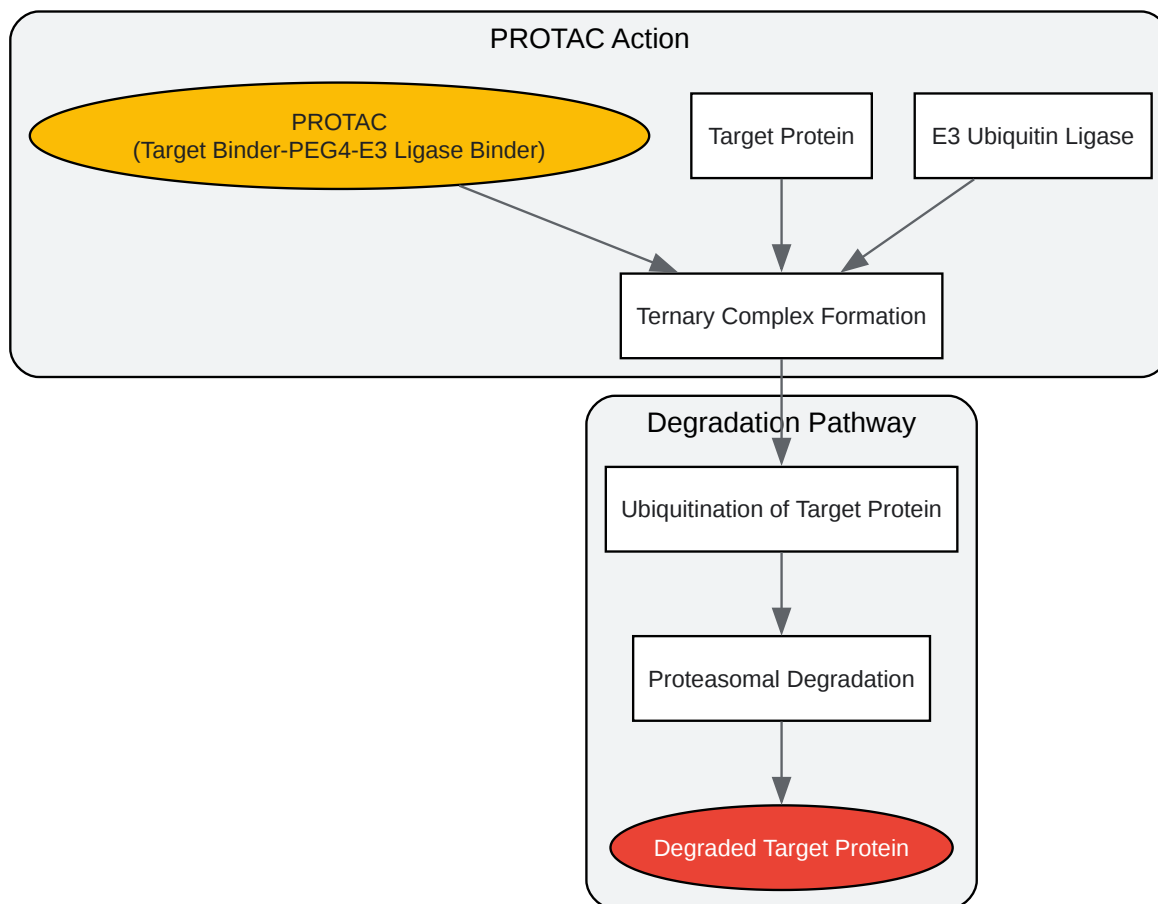 PROTAC Action
PROTAC
(Target Binder-PEG4-E3 Ligase Binder)
Target Protein
E3 Ubiquitin Ligase
Ternary Complex Formation
Degradation Pathway
Ubiquitination of Target Protein
Proteasomal Degradation
Degraded Target Protein